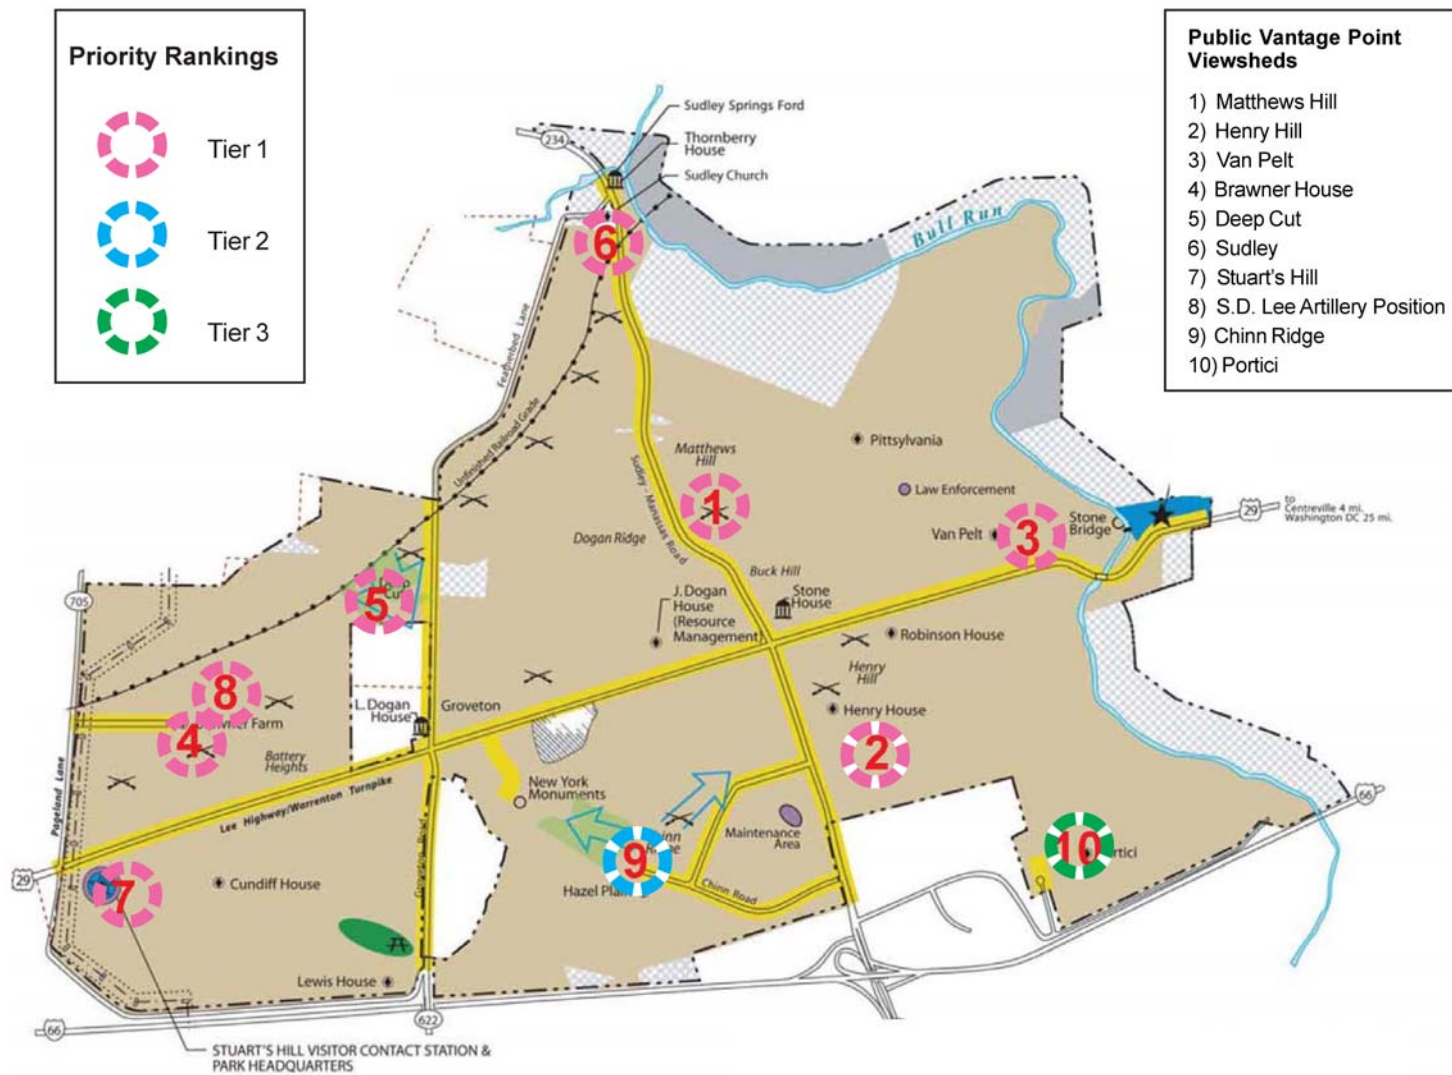 Priority Rankings
Tier 1
Tier 2
Tier 3
Public Vantage Point
Viewsheds
1) Matthews Hill
2) Henry Hill
3) Van Pelt
4) Brawner House
5) Deep Cut
6) Sudley
7) Stuart's Hill
8) S.D. Lee Artillery Position
9) Chinn Ridge
10) Portici
Sudley Springs Ford
234
Thornberry
House
Sudley Church
6
Bull Run
Featherbed Lane
Unfinished Railroad Grade
Matthews
Hill
Pittsylvania
Sudley - Manassas Road
1
Law Enforcement
29
to
Centreville 4 mi.
Washington DC 25 mi.
Dogan Ridge
Van Pelt
3
Stone
Bridge
Buck Hill
705
5
Cut
J. Dogan
House
(Resource
Management)
Stone
House
Robinson House
Henry
Hill
8
L. Dogan
House
Groveton
Henry House
4
Farm
Battery
Heights
2
Pageland Lane
Lee Highway/Warrenton Turnpike
New York
Monuments
66
Groveton Road
9
Maintenance
Area
10
29
7
Cundiff House
Chinn Road
Lewis House
66
622
STUART'S HILL VISITOR CONTACT STATION &
PARK HEADQUARTERS